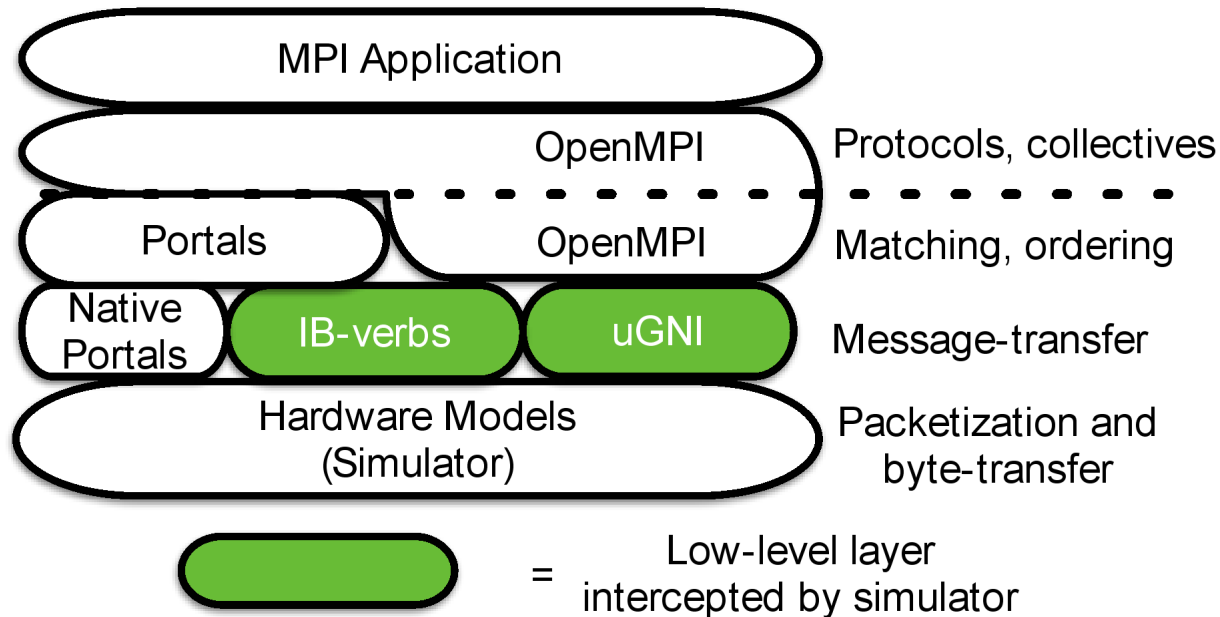 MPI Application
OpenMPI
Protocols, collectives
Portals
OpenMPI
Matching, ordering
Native
Portals
IB-verbs
uGNI
Message-transfer
Hardware Models
(Simulator)
Packetization and
byte-transfer
=
Low-level layer
intercepted by simulator